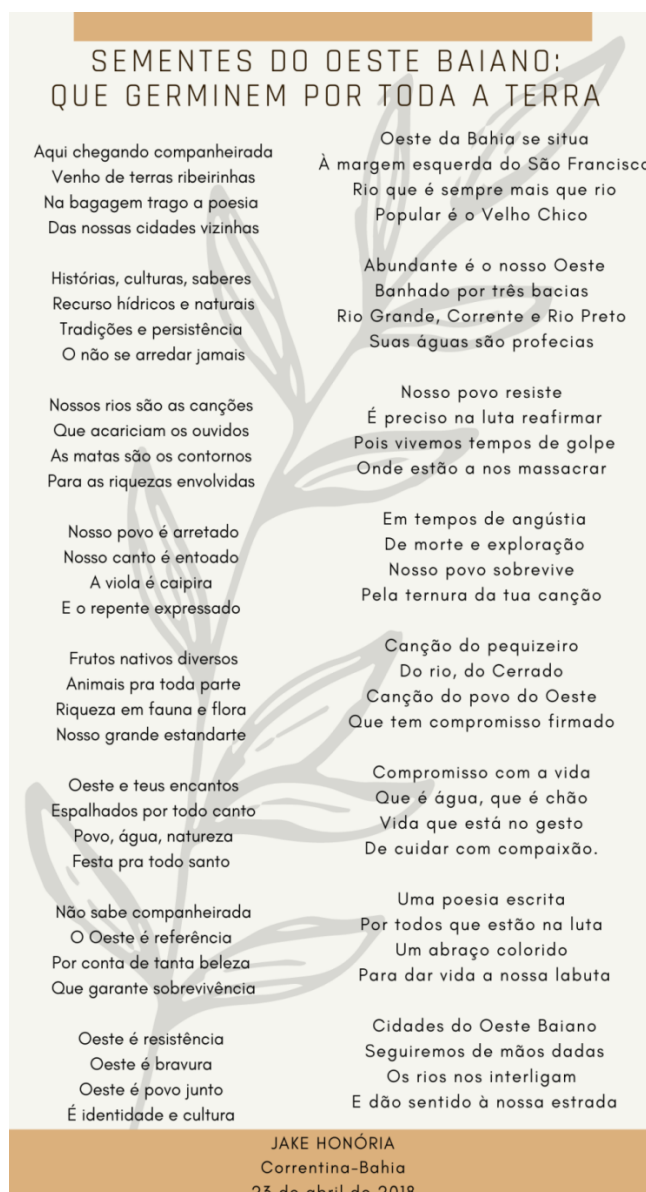 SEMENTES DO OESTE BAIANO:
QUE GERMINEM POR TODA A TERRA
Aqui chegando companheirada
Venho de terras ribeirinhas
Na bagagem trago a poesia
Das nossas cidades vizinhas
Histórias, culturas, saberes
Recurso hídricos e naturais
Tradições e persistência
O não se arredar jamais
Nossos rios são as canções
Que acariciam os ouvidos
As matas são os contornos
Para as riquezas envolvidas
Nosso povo é arretado
Nosso canto é entoado
A viola é caipira
E o repente expressado
Frutos nativos diversos
Animais pra toda parte
Riqueza em fauna e flora
Nosso grande estandarte
Oeste e teus encantos
Espalhados por todo canto
Povo, água, natureza
Festa pra todo santo
Não sabe companheirada
O Oeste é referência
Por conta de tanta beleza
Que garante sobrevivência
Oeste é resistência
Oeste é bravura
Oeste é povo junto
É identidade e cultura
Oeste da Bahia se situa
À margem esquerda do São Francisco
Rio que é sempre mais que rio
Popular é o Velho Chico
Abundante é o nosso Oeste
Banhado por três bacias
Rio Grande, Corrente e Rio Preto
Suas águas são profecias
Nosso povo resiste
É preciso na luta reafirmar
Pois vivemos tempos de golpe
Onde estão a nos massacrar
Em tempos de angústia
De morte e exploração
Nosso povo sobrevive
Pela ternura da tua canção
Canção do pequizeiro
Do rio, do Cerrado
Canção do povo do Oeste
Que tem compromisso firmado
Compromisso com a vida
Que é água, que é chão
Vida que está no gesto
De cuidar com compaixão.
Uma poesia escrita
Por todos que estão na luta
Um abraço colorido
Para dar vida a nossa labuta
Cidades do Oeste Baiano
Seguiremos de mãos dadas
Os rios nos interligam
E dão sentido à nossa estrada
JAKE HONÓRIA
Correntina-Bahia
23 de abril de 2018